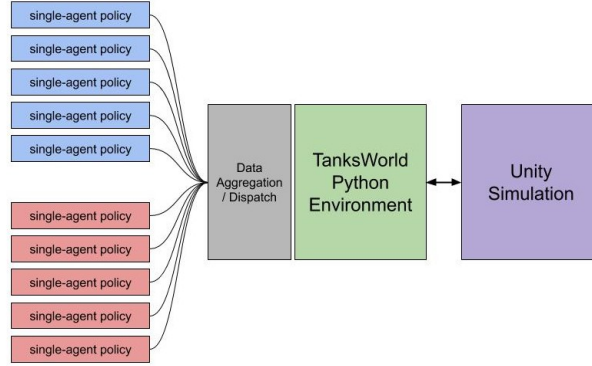 single-agent policy
single-agent policy
single-agent policy
single-agent policy
single-agent policy
single-agent policy
single-agent policy
single-agent policy
single-agent policy
single-agent policy
Data
Aggregation
/ Dispatch
TanksWorld
Python
Environment
Unity
Simulation